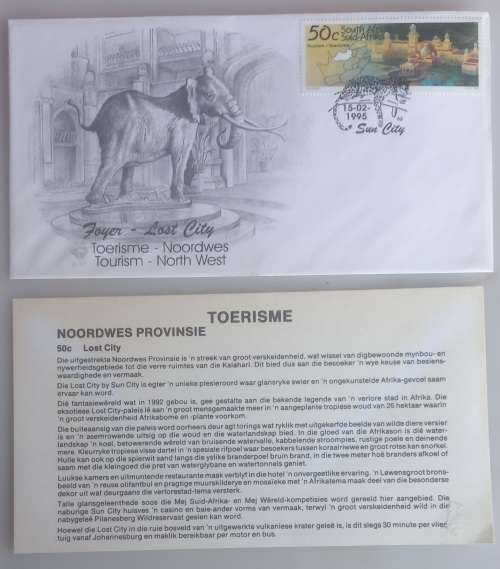 50c South Africa
Suid-Afrika
Tourism / Toerisme
15-02-
1995
Sun City
Foyer - Lost City
Toerisme - Noordwes
Tourism - North West
TOERISME
NOORDWES PROVINSIE
50c Lost City
Die uitgestrekte Noordwes Provinsie is 'n streek van groot verskeidenheid, wat wissel van digbewoonde mynbou- en
nywerheidsgebiede tot die verre ruimtes van die Kalahari. Dit bied dus aan die besoeker 'n wye keuse van besiens-
waardighede en vermaak.
Die Lost City by Sun City is egter 'n unieke plesieroord waar glansryke swier en 'n ongekunstelde Afrika-gevoel saam
ervaar kan word.
Dié fantasiewêreld wat in 1992 gebou is, gee gestalte aan die bekende legende van 'n verlore stad in Afrika. Die
eksotiese Lost City-paleis lê aan 'n groot mensgemaakte meer in 'n aangeplante tropiese woud van 26 hektaar waarin
'n groot verskeidenheid Afrikabome en -plante voorkom.
Die buiteaansig van die paleis word oorheers deur agt torings wat ryklik met uitgekerfde beelde van wilde diere versier
is en 'n asemrowende uitsig op die woud en die waterlandskap bied. In die gloed van die Afrikason is dié water-
landskap 'n koel, betowerende wêreld van bruisende watervalle, kabbelende stroompies, rustige poele en deinende
mere. Kleurryke tropiese visse dartel in 'n spesiale rifpoel waar besoekers tussen koraalriwwe en groot rotse kan snorkel.
Hulle kan ook op die spierwit sand langs die yslike branderpoel bruin brand, in die twee meter hoë branders afkoel of
saam met die kleingoed die pret van waterglybane en watertonnels geniet.
Luukse kamers en uitmuntende restaurante maak verblyf in die hotel 'n onvergeetlike ervaring. 'n Lewensgroot brons-
beeld van 'n reuse olifantbul en pragtige muurskilderye en mosaïeke met 'n Afrikatema maak deel van die besonderse
dekor uit wat deurgaans die verlorestad-tema versterk.
Talle glansgeleenthede soos die Mej Suid-Afrika- en Mej Wêreld-kompetisies word gereeld hier aangebied. Die
naburige Sun City huisves 'n casino en baie ander vorms van vermaak, terwyl 'n groot verskeidenheid wild in die
nabygeleë Pilanesberg Wildreservaat gesien kan word.
Hoewel die Lost City in die ruie bosveld van 'n uitgewerkte vulkaniese krater geleë is, is dit slegs 30 minute per vlieg-
tuig vanaf Johannesburg en maklik bereikbaar per motor en bus.